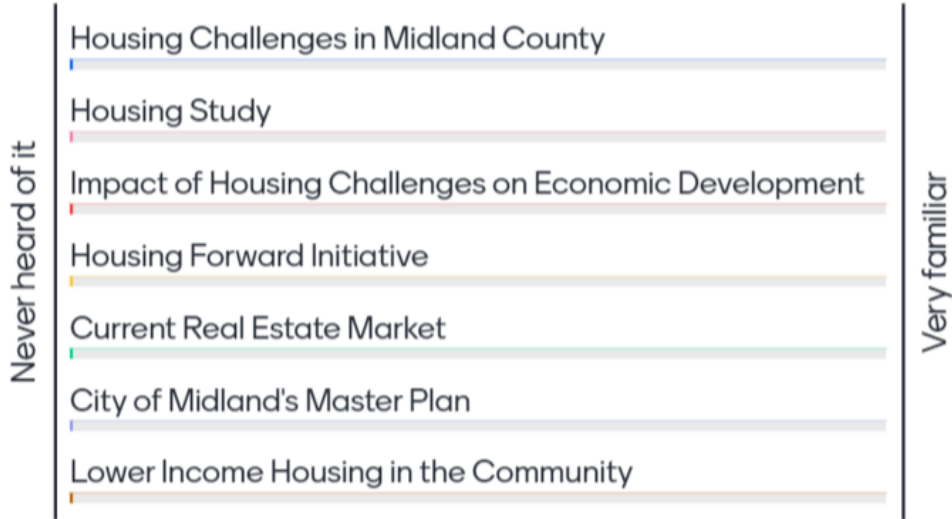 Never heard of it
Housing Challenges in Midland County
Housing Study
Impact of Housing Challenges on Economic Development
Housing Forward Initiative
Current Real Estate Market
City of Midland's Master Plan
Lower Income Housing in the Community
Very familiar